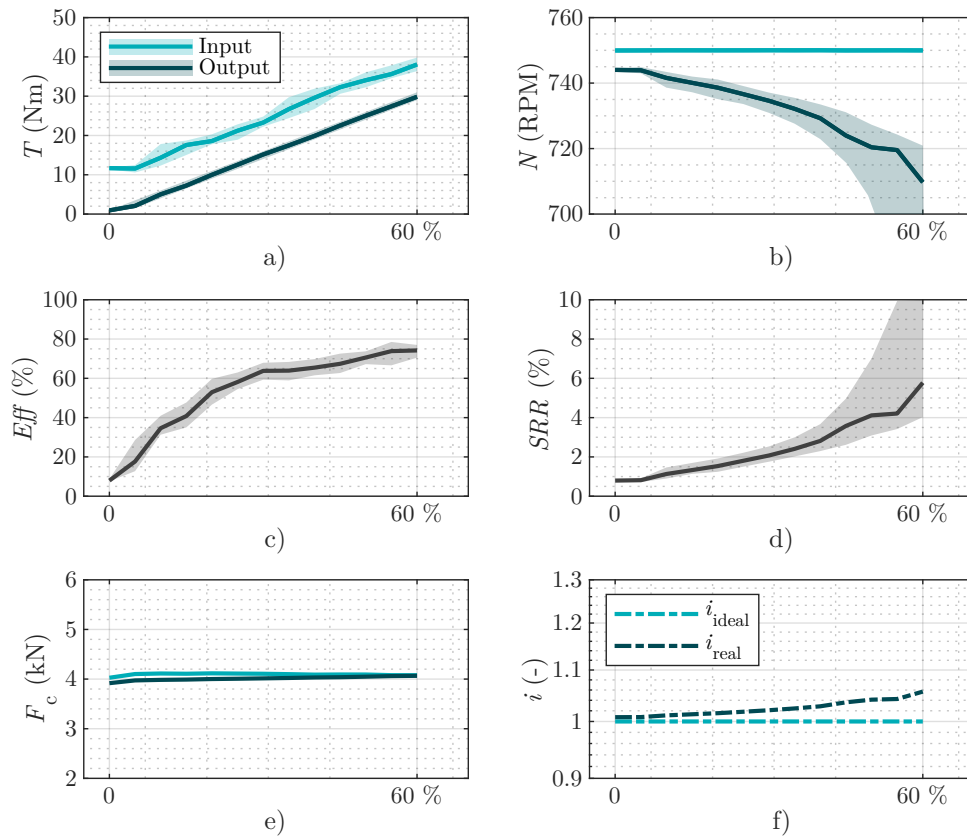 50
40
30
20
10
0
T (Nm)
Input
Output
0
60 %
a)
760
740
720
700
N (RPM)
0
60 %
b)
100
80
60
40
20
0
Eff (%)
0
60 %
c)
10
8
6
4
2
0
SRR (%)
0
60 %
d)
6
5
4
3
2
F_c (kN)
0
60 %
e)
1.3
1.2
1.1
1
0.9
i (-)
i_ideal
i_real
0
60 %
f)